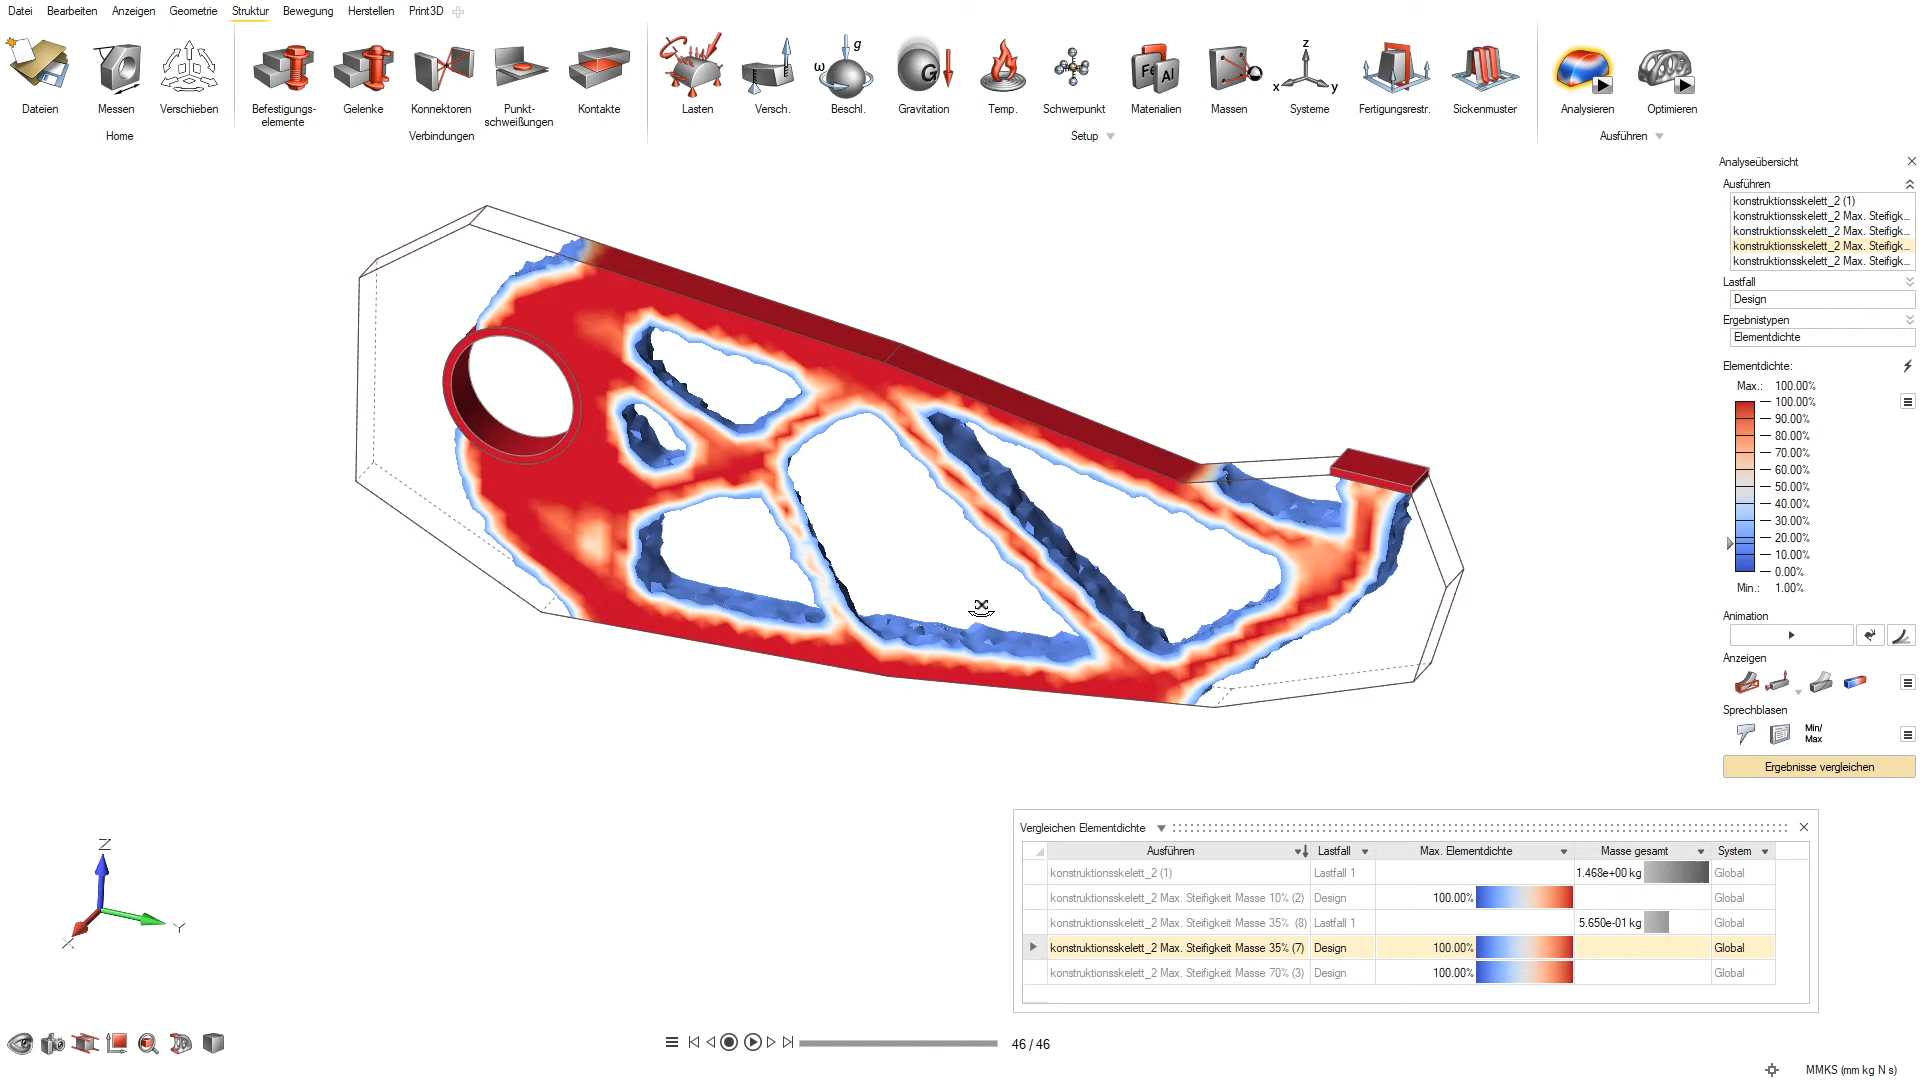 Datei Bearbeiten Anzeigen Geometrie Struktur Bewegung Herstellen Print3D
g
ω
G
Fe Al
z
x y
Dateien Messen Verschieben Befestigungs- Gelenke Konnektoren Punkt- Kontakte Lasten Versch. Beschl. Gravitation Temp. Schwerpunkt Materialien Massen Systeme Fertigungsrestr. Sickenmuster Analysieren Optimieren
elemente schweißungen
Home Verbindungen Setup Ausführen
Analyseübersicht
Ausführen
konstruktionsskelett_2 (1)
konstruktionsskelett_2 Max. Steifigk...
konstruktionsskelett_2 Max. Steifigk...
konstruktionsskelett_2 Max. Steifigk...
konstruktionsskelett_2 Max. Steifigk...
Lastfall
Design
Ergebnistypen
Elementdichte
Elementdichte:
Max.: 100.00%
100.00%
90.00%
80.00%
70.00%
60.00%
50.00%
40.00%
30.00%
20.00%
10.00%
0.00%
Min.: 1.00%
Animation
Anzeigen
Sprechblasen
Min/
Max
Ergebnisse vergleichen
Vergleichen Elementdichte
Ausführen Lastfall Max. Elementdichte Masse gesamt System
konstruktionsskelett_2 (1) Lastfall 1 1.468e+00 kg Global
konstruktionsskelett_2 Max. Steifigkeit Masse 10% (2) Design 100.00% Global
konstruktionsskelett_2 Max. Steifigkeit Masse 35% (8) Lastfall 1 5.650e-01 kg Global
konstruktionsskelett_2 Max. Steifigkeit Masse 35% (7) Design 100.00% Global
konstruktionsskelett_2 Max. Steifigkeit Masse 70% (3) Design 100.00% Global
Z
Y
X
46 / 46
MMKS (mm kg N s)